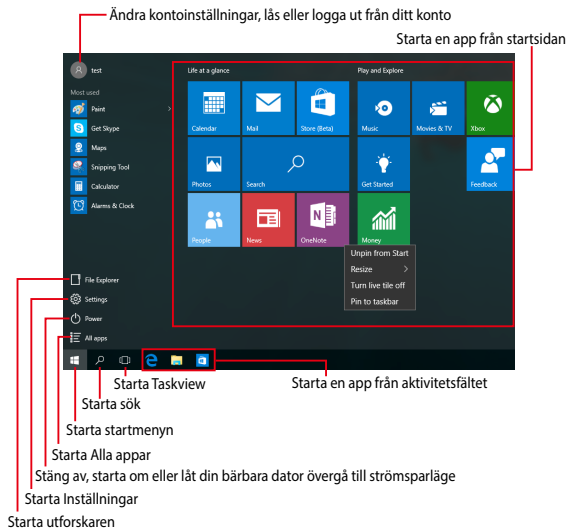 Ändra kontoinställningar, lås eller logga ut från ditt konto
Starta en app från startsidan
test
Most used
Paint
Get Skype
Maps
Snipping Tool
Calculator
Alarms & Clock
File Explorer
Settings
Power
All apps
Life at a glance
Play and Explore
Calendar
Mail
Store (Beta)
Music
Movies & TV
Xbox
Photos
Search
Get Started
Feedback
People
News
OneNote
Money
Unpin from Start
Resize
Turn live tile off
Pin to taskbar
Starta Taskview
Starta en app från aktivitetsfältet
Starta sök
Starta startmenyn
Starta Alla appar
Stäng av, starta om eller låt din bärbara dator övergå till strömsparläge
Starta Inställningar
Starta utforskaren